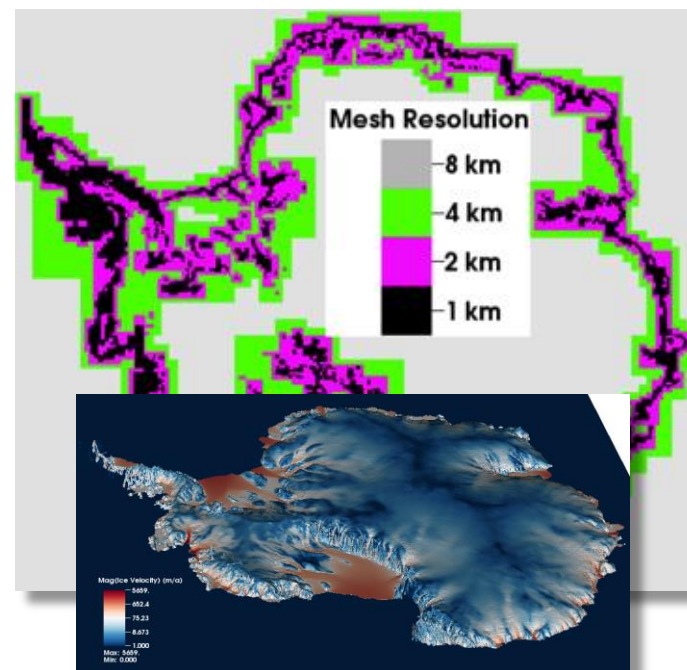 Mesh Resolution
8 km
4 km
2 km
1 km
Mag(Ice Velocity) (m/a)
5659.
652.4
75.23
8.673
1.000
Max: 5659.
Min: 0.000